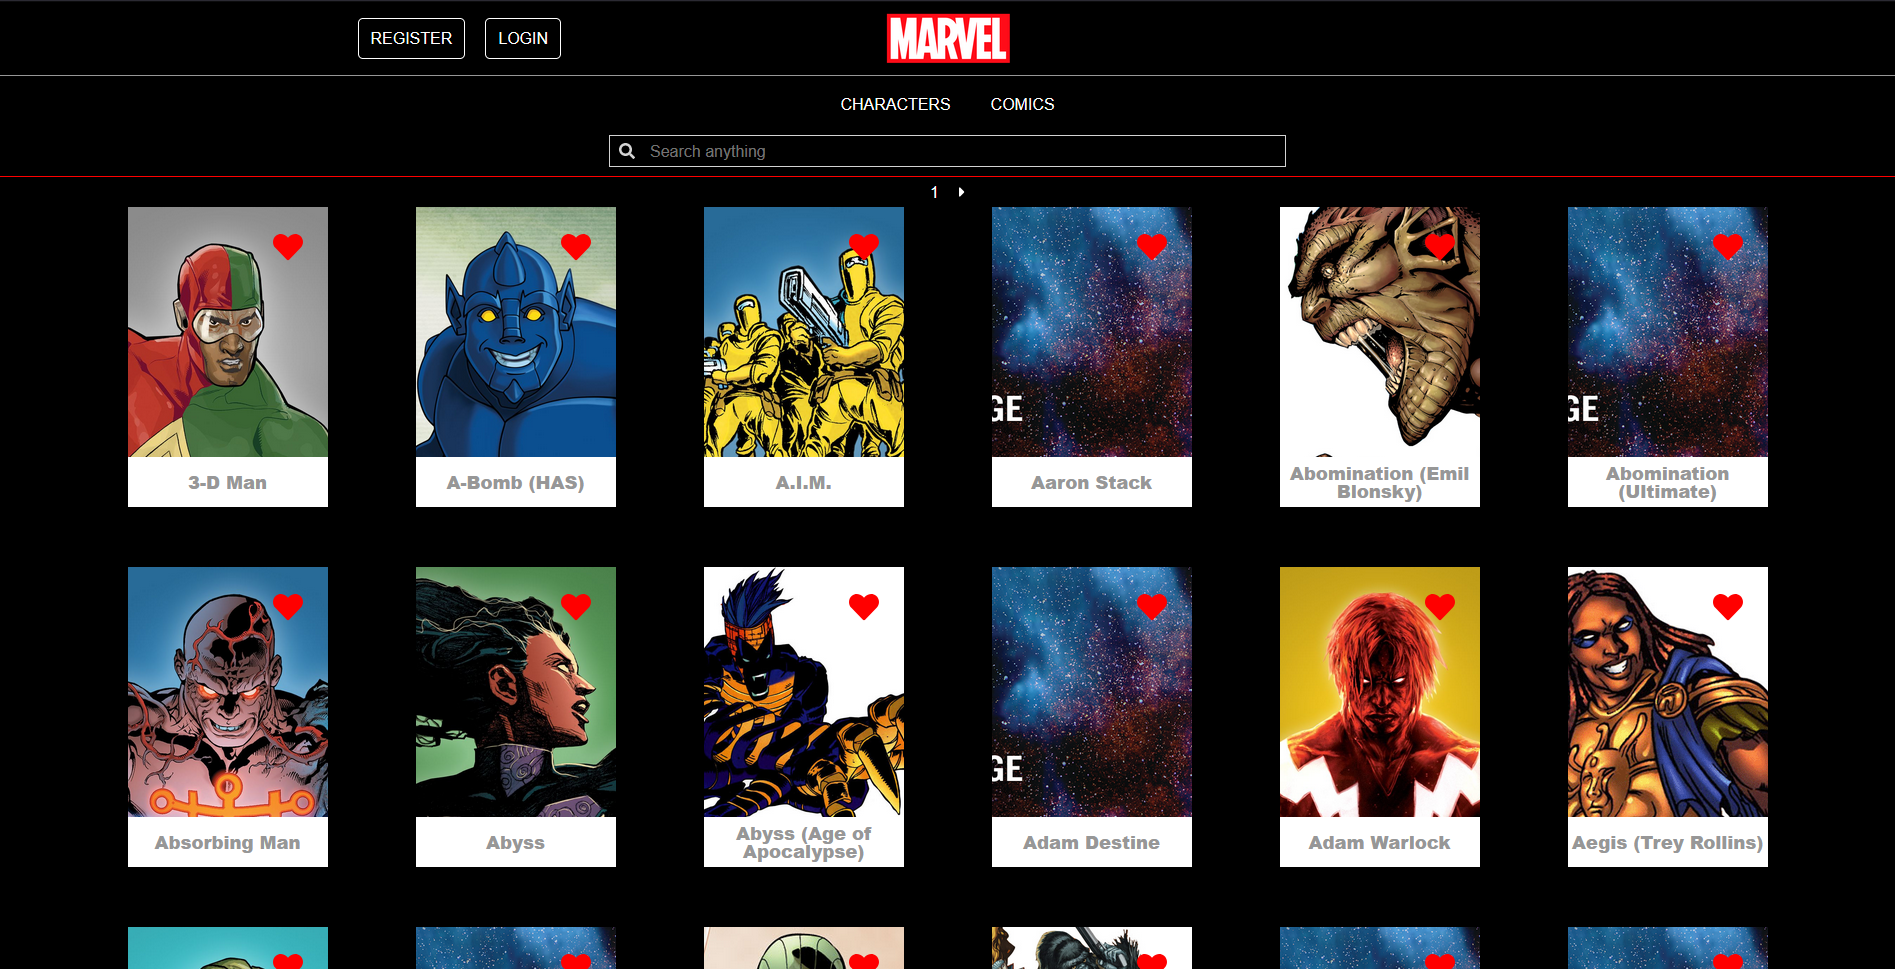 REGISTER
LOGIN
MARVEL
CHARACTERS
COMICS
Search anything
1
GE
GE
3-D Man
A-Bomb (HAS)
A.I.M.
Aaron Stack
Abomination (Emil
Blonsky)
Abomination
(Ultimate)
GE
Absorbing Man
Abyss
Abyss (Age of
Apocalypse)
Adam Destine
Adam Warlock
Aegis (Trey Rollins)